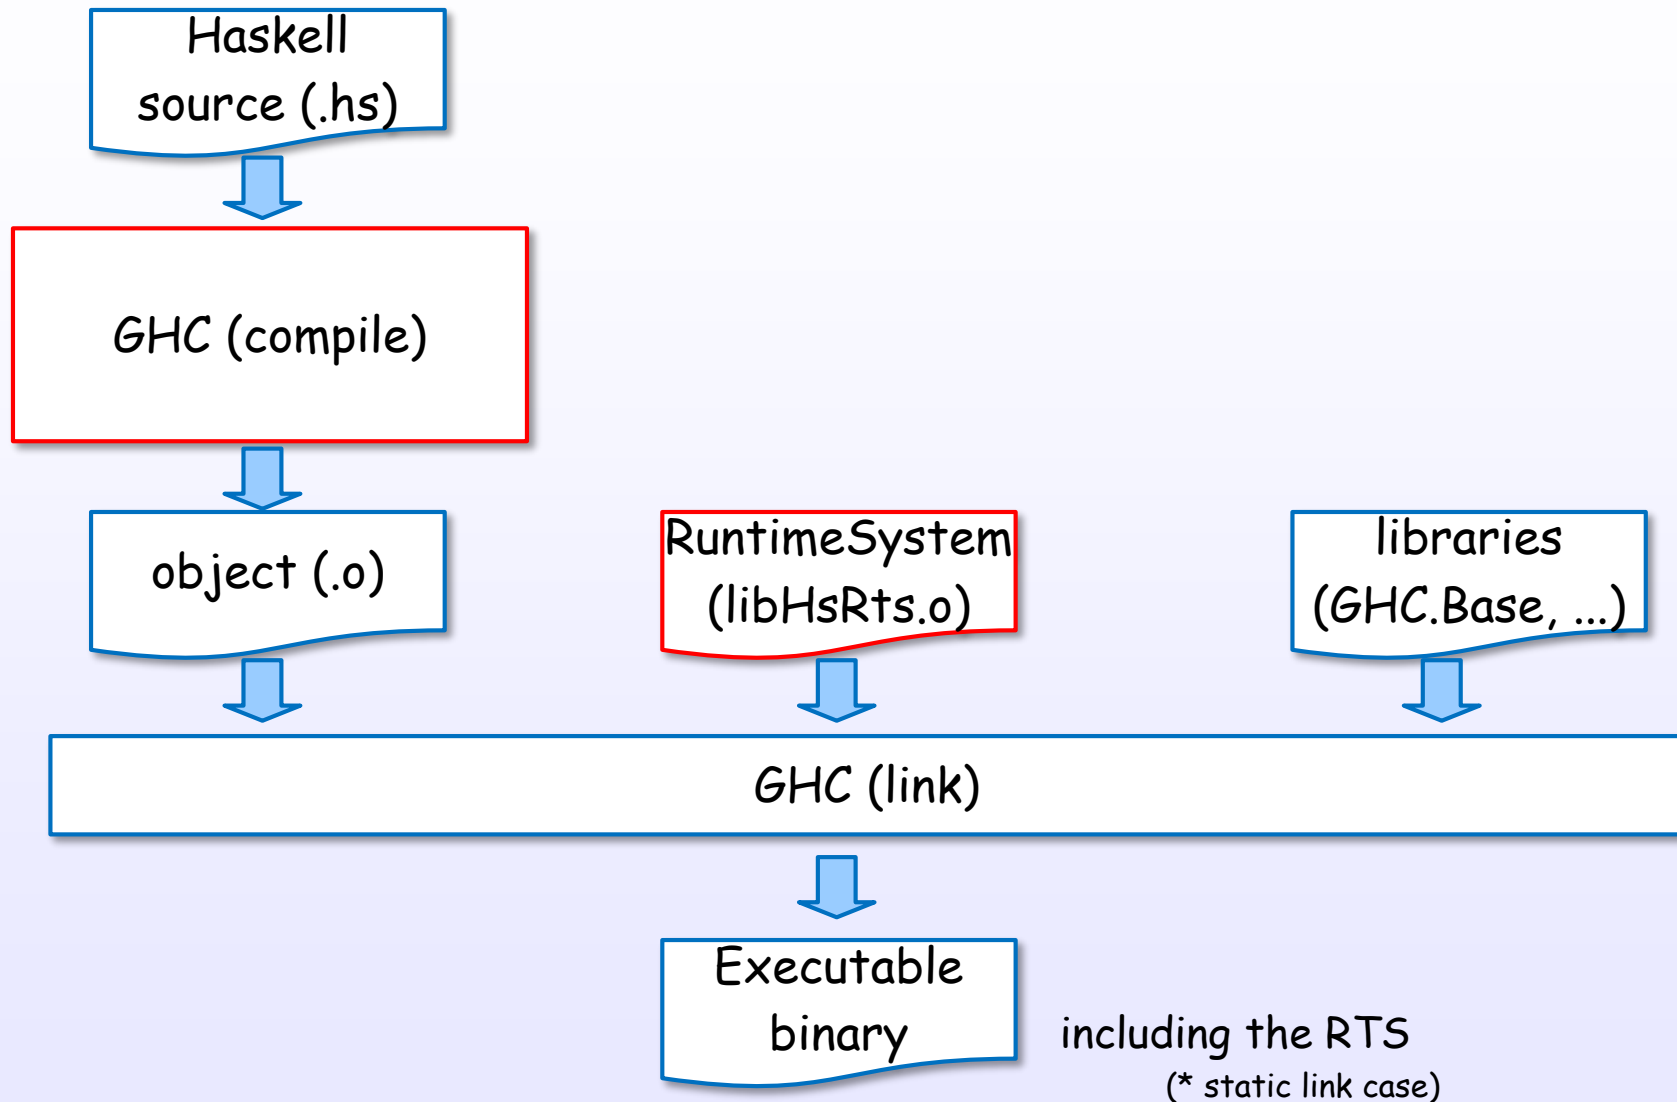 Haskell
source (.hs)
GHC (compile)
object (.o)
RuntimeSystem
(libHsRts.o)
libraries
(GHC.Base, ...)
GHC (link)
Executable
binary
including the RTS
(* static link case)